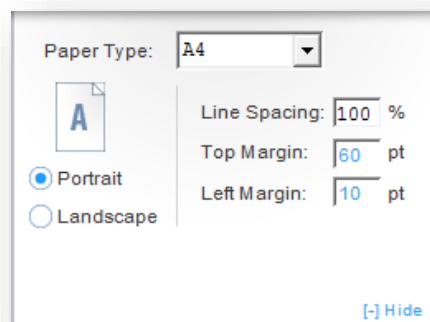 Paper Type: A4
A
Line Spacing: 100 %
Top Margin: 60 pt
Left Margin: 10 pt
Portrait
Landscape
[-] Hide